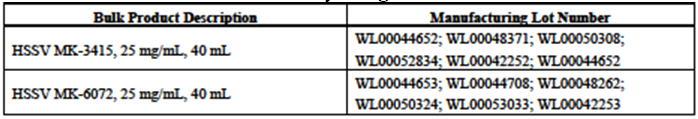 Bulk Product Description
Manufacturing Lot Number
HSSV MK-3415, 25 mg/mL, 40 mL
WL00044652; WL00048371; WL00050308;
WL00052834; WL00042252; WL00044652
HSSV MK-6072, 25 mg/mL, 40 mL
WL00044653; WL00044708; WL00048262;
WL00050324; WL00053033; WL00042253